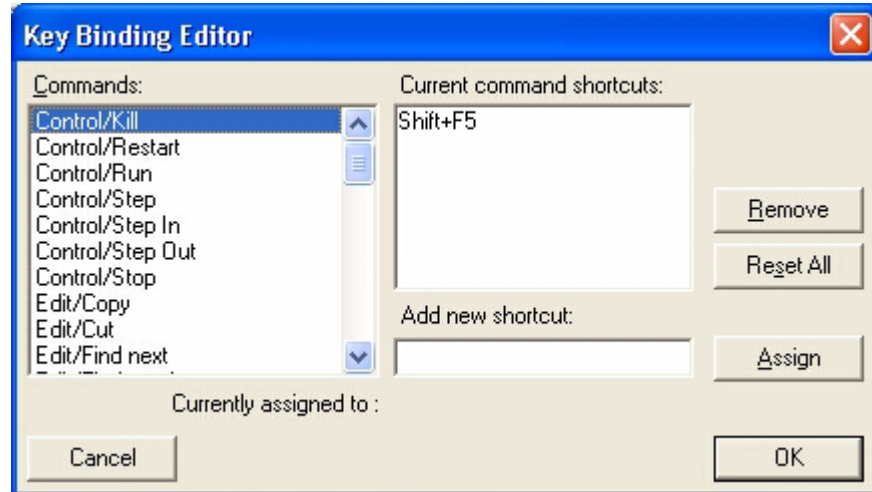 Key Binding Editor
Commands:
Current command shortcuts:
Control/Kill
Control/Restart
Control/Run
Control/Step
Control/Step In
Control/Step Out
Control/Stop
Edit/Copy
Edit/Cut
Edit/Find next
Shift+F5
Remove
Reset All
Add new shortcut:
Assign
Currently assigned to :
Cancel
OK